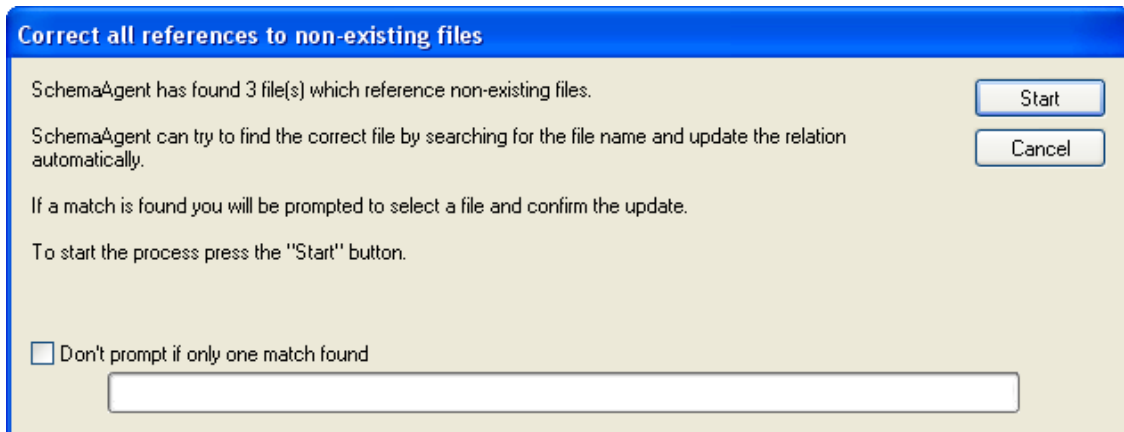 Correct all references to non-existing files
SchemaAgent has found 3 file(s) which reference non-existing files.
Start
SchemaAgent can try to find the correct file by searching for the file name and update the relation
automatically.
Cancel
If a match is found you will be prompted to select a file and confirm the update.
To start the process press the "Start" button.
Don't prompt if only one match found